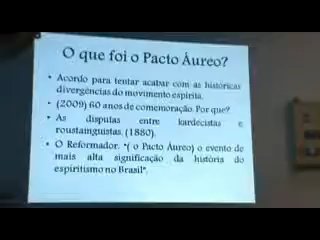 O que foi o Pacto Áureo?
• Acordo para tentar acabar com as históricas
divergências do movimento espírita.
• (2009) 60 anos de comemoração. Por que?
• As disputas entre kardecistas e
roustainguistas. (1880).
• O Reformador. "( o Pacto Áureo) o evento de
mais alta significação da história do
espiritismo no Brasil".